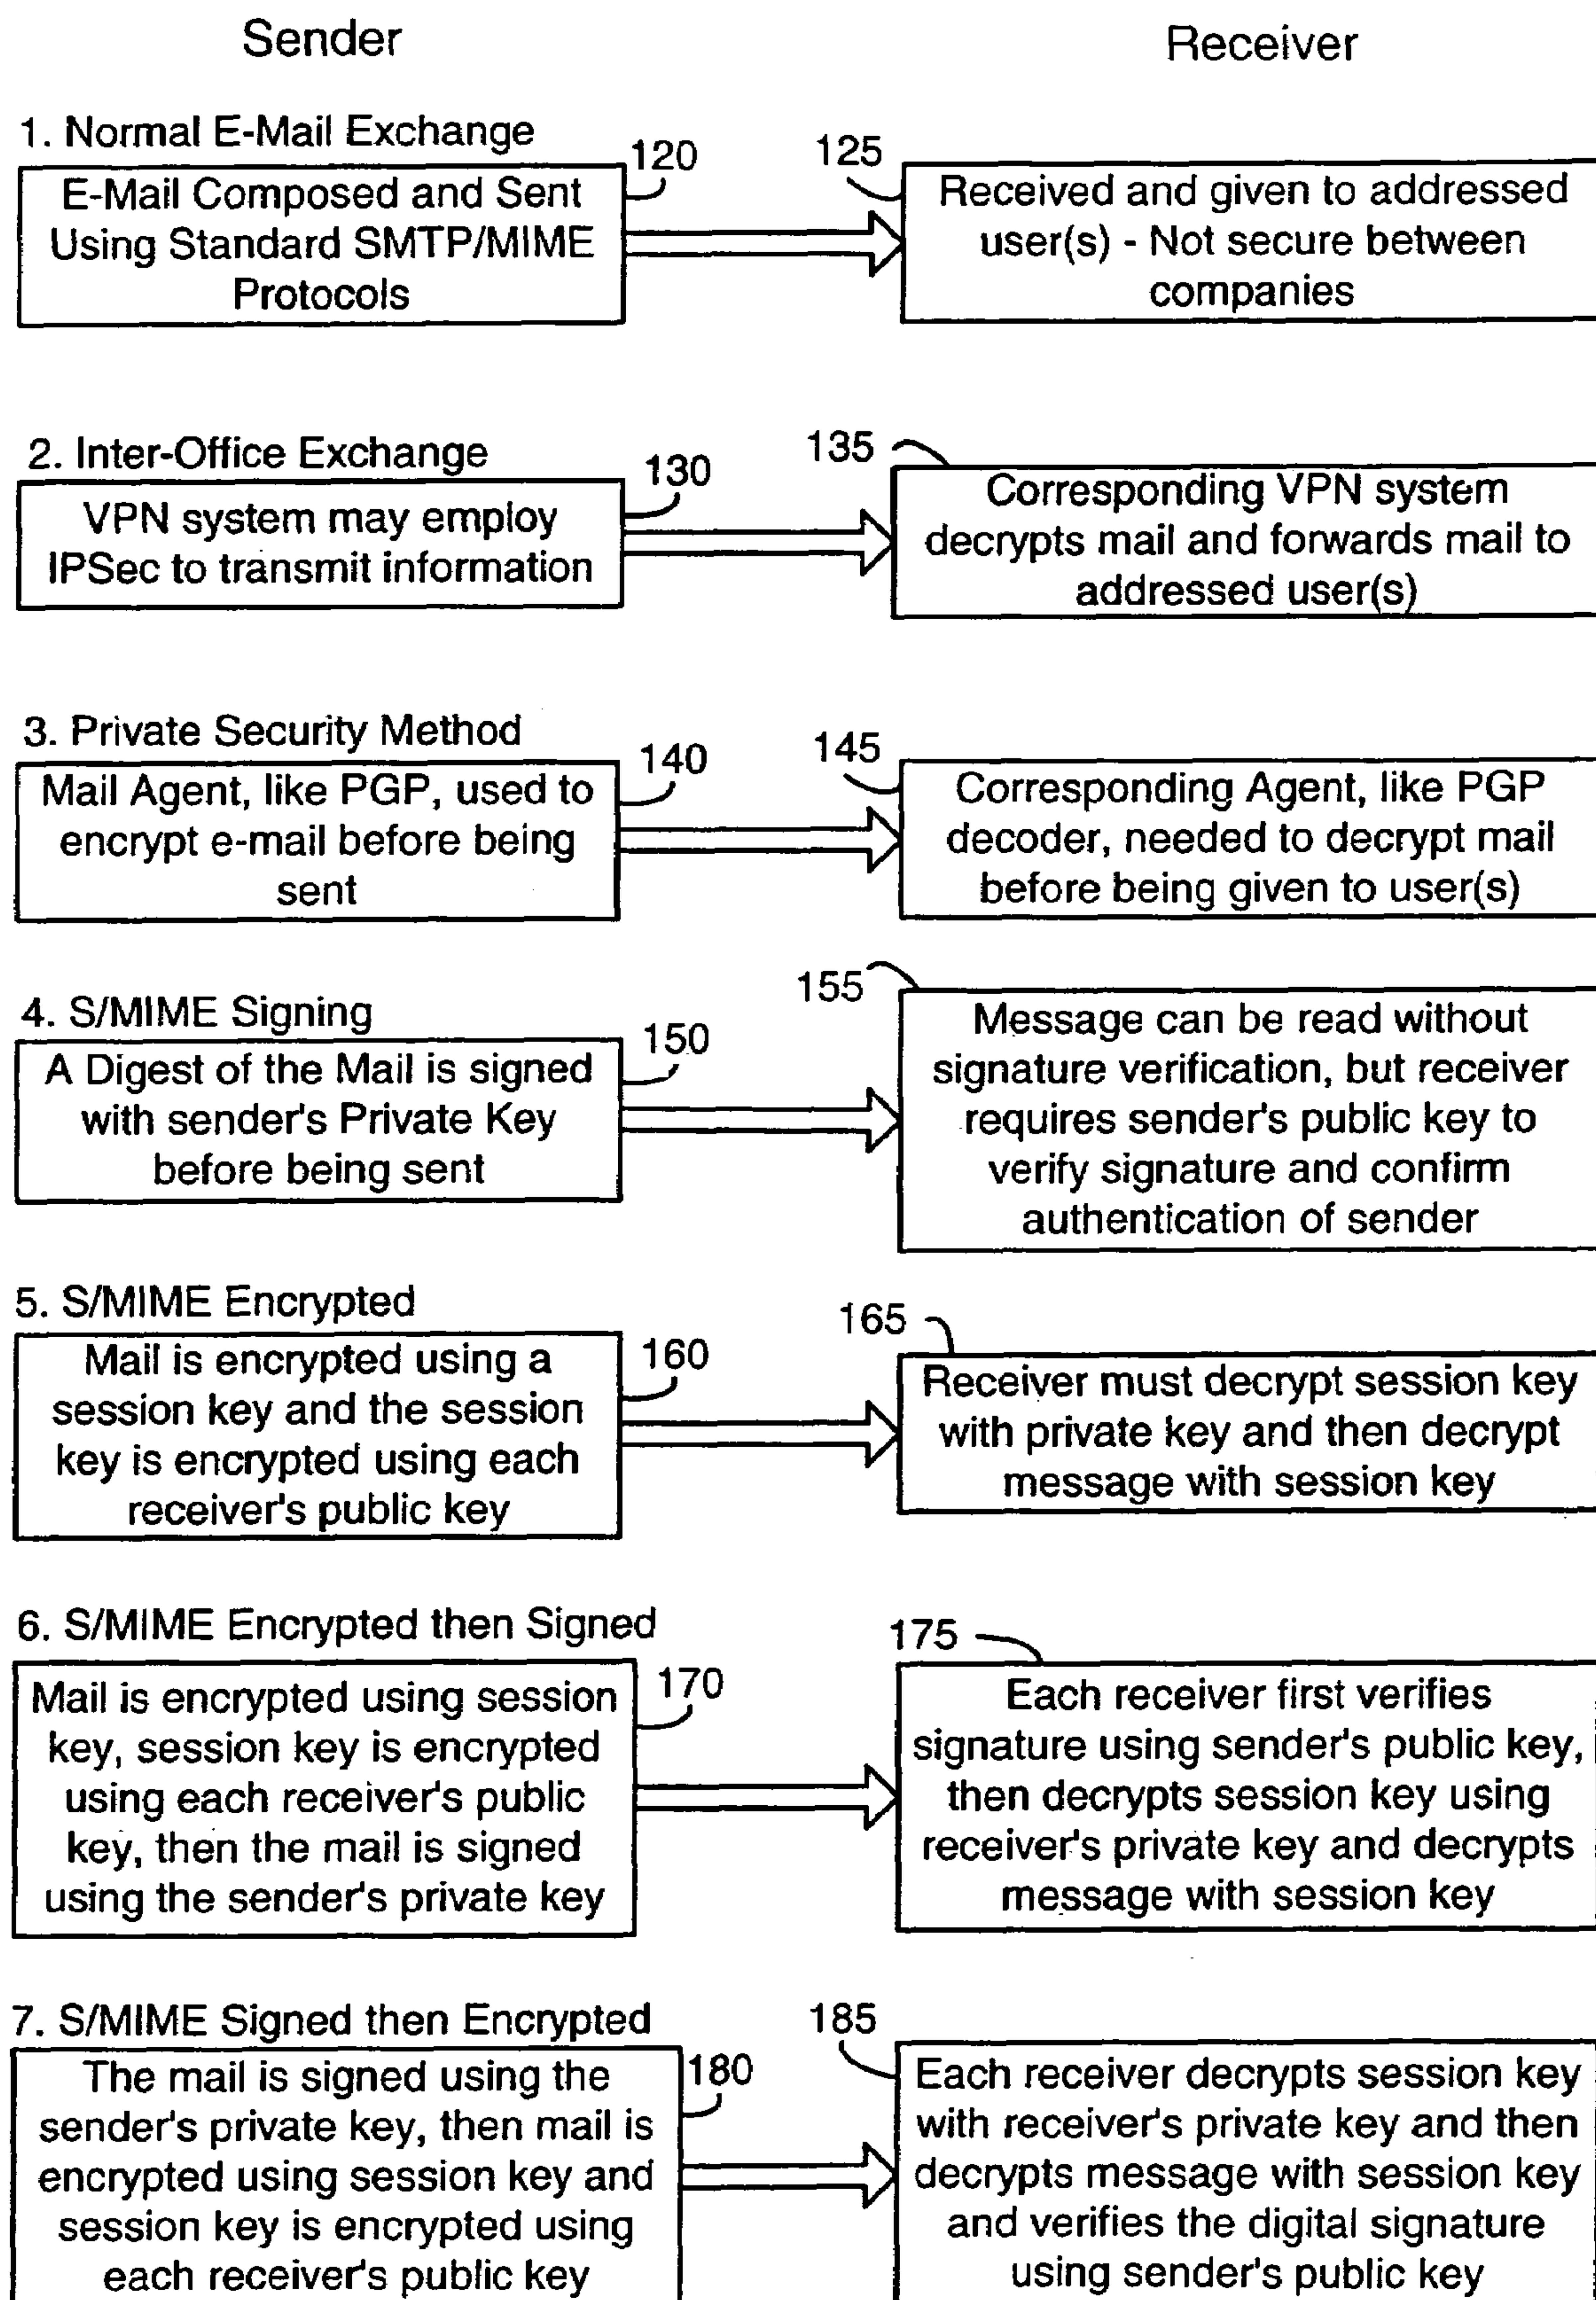 Sender
Receiver
1. Normal E-Mail Exchange
120
125
E-Mail Composed and Sent
Using Standard SMTP/MIME
Protocols
Received and given to addressed
user(s) - Not secure between
companies
2. Inter-Office Exchange
130
135
VPN system may employ
IPSec to transmit information
Corresponding VPN system
decrypts mail and forwards mail to
addressed user(s)
3. Private Security Method
140
145
Mail Agent, like PGP, used to
encrypt e-mail before being
sent
Corresponding Agent, like PGP
decoder, needed to decrypt mail
before being given to user(s)
4. S/MIME Signing
150
155
A Digest of the Mail is signed
with sender's Private Key
before being sent
Message can be read without
signature verification, but receiver
requires sender's public key to
verify signature and confirm
authentication of sender
5. S/MIME Encrypted
160
165
Mail is encrypted using a
session key and the session
key is encrypted using each
receiver's public key
Receiver must decrypt session key
with private key and then decrypt
message with session key
6. S/MIME Encrypted then Signed
170
175
Mail is encrypted using session
key, session key is encrypted
using each receiver's public
key, then the mail is signed
using the sender's private key
Each receiver first verifies
signature using sender's public key,
then decrypts session key using
receiver's private key and decrypts
message with session key
7. S/MIME Signed then Encrypted
180
185
The mail is signed using the
sender's private key, then mail is
encrypted using session key and
session key is encrypted using
each receiver's public key
Each receiver decrypts session key
with receiver's private key and then
decrypts message with session key
and verifies the digital signature
using sender's public key